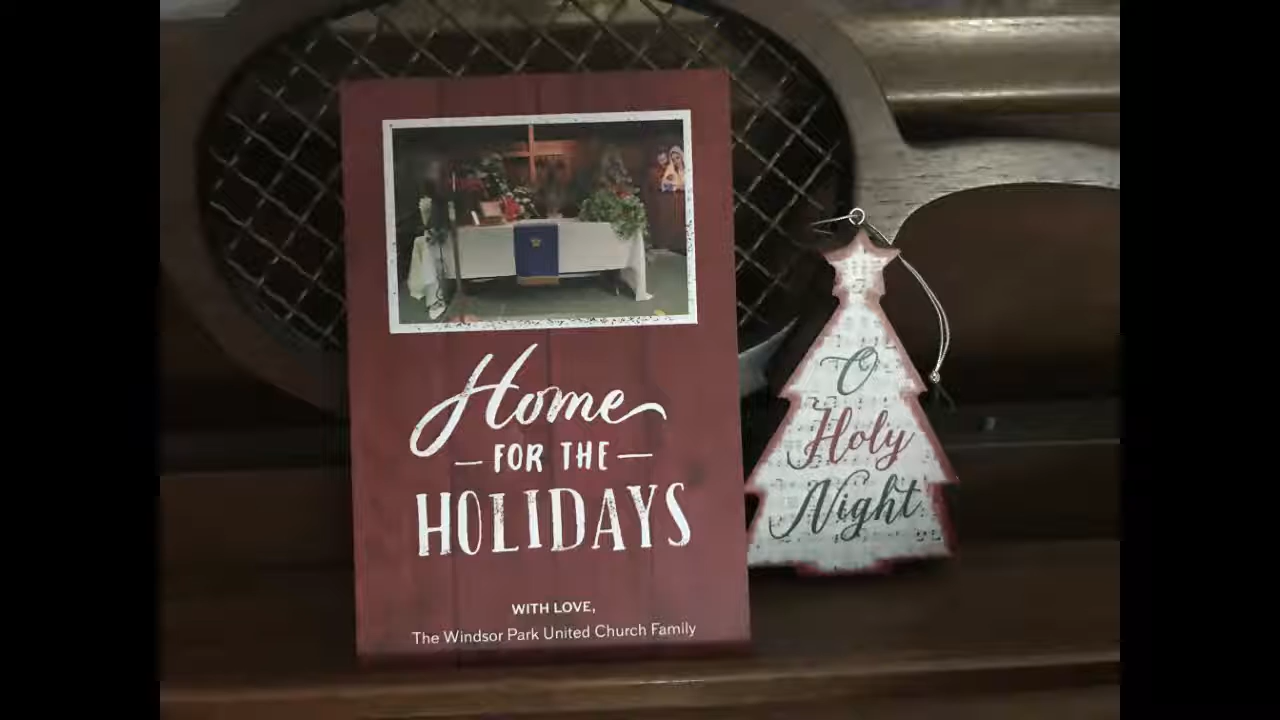 Home
FOR THE
HOLIDAYS
WITH LOVE,
The Windsor Park United Church Family
O
Holy
Night